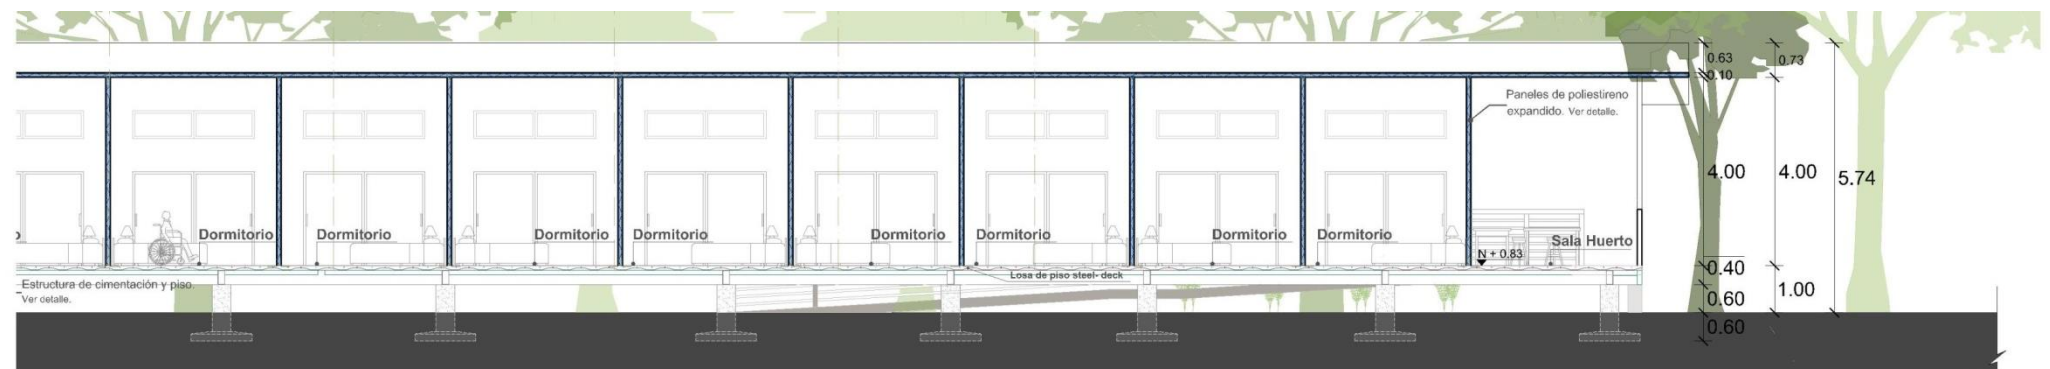 0.63
0.73
0.10
Paneles de poliestireno
expandido. Ver detalle.
4.00
4.00
5.74
Dormitorio
Dormitorio
Dormitorio
Dormitorio
Dormitorio
Dormitorio
Dormitorio
Dormitorio
Sala Huerto
N + 0.83
Losa de piso steel- deck
0.40
Estructura de cimentación y piso
Ver detalle.
1.00
0.60
0.60